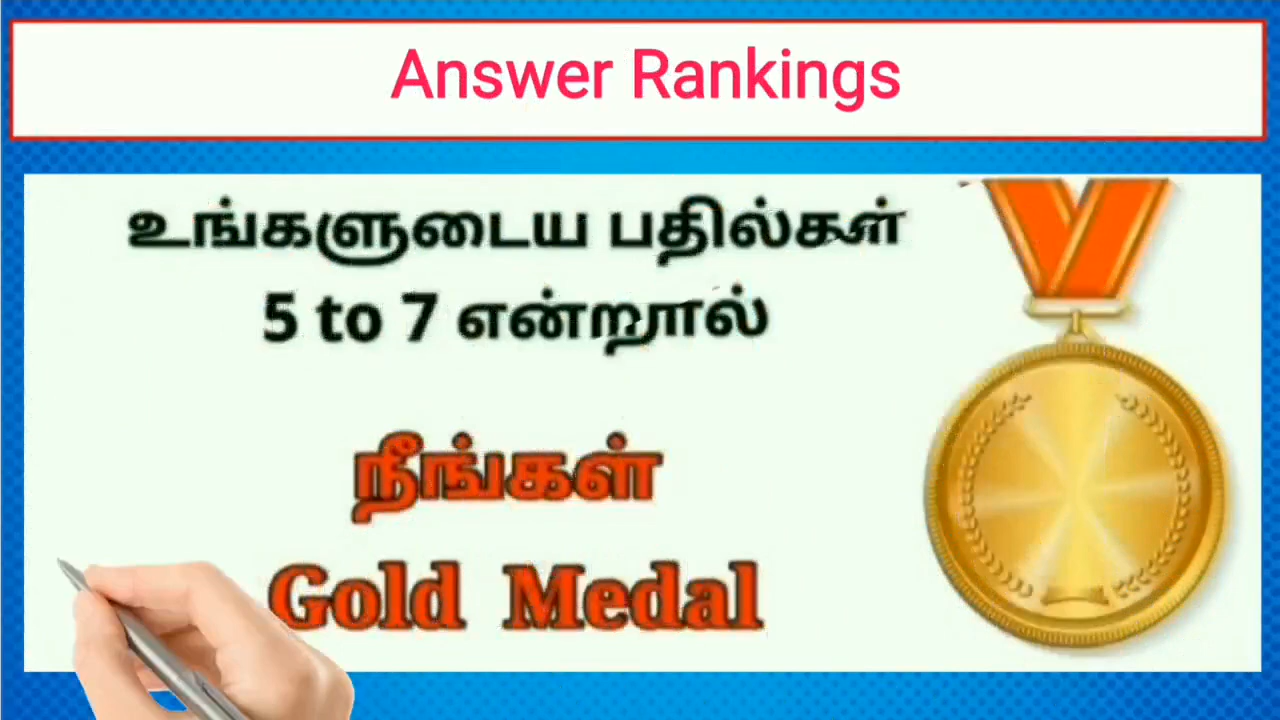 Answer Rankings
உங்களுடைய பதில்கள்
5 to 7 என்றால்
நீங்கள்
Gold Medal